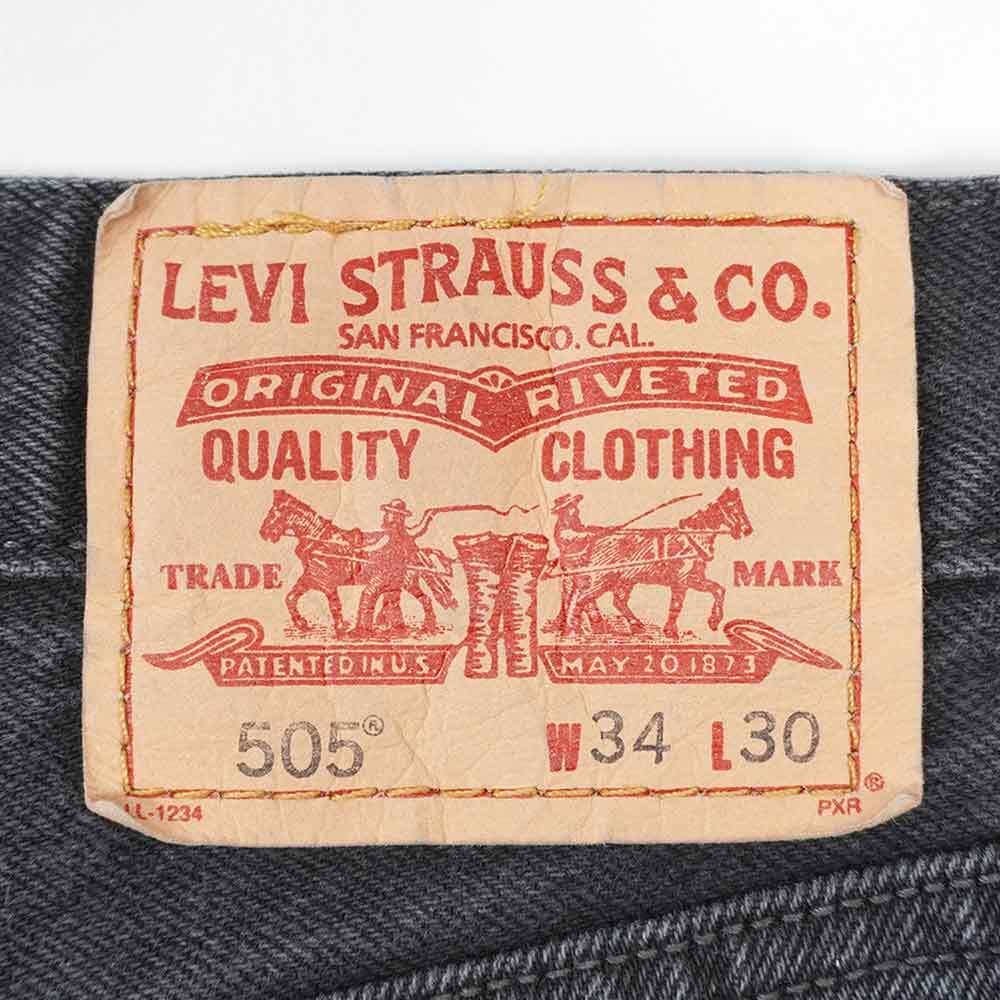 LEVI STRAUSS & CO.
SAN FRANCISCO. CAL.
ORIGINAL RIVETED
QUALITY CLOTHING
TRADE MARK
PATENTED IN U.S. MAY 20 1873
505® W34 L30
®
LL-1234 PXR